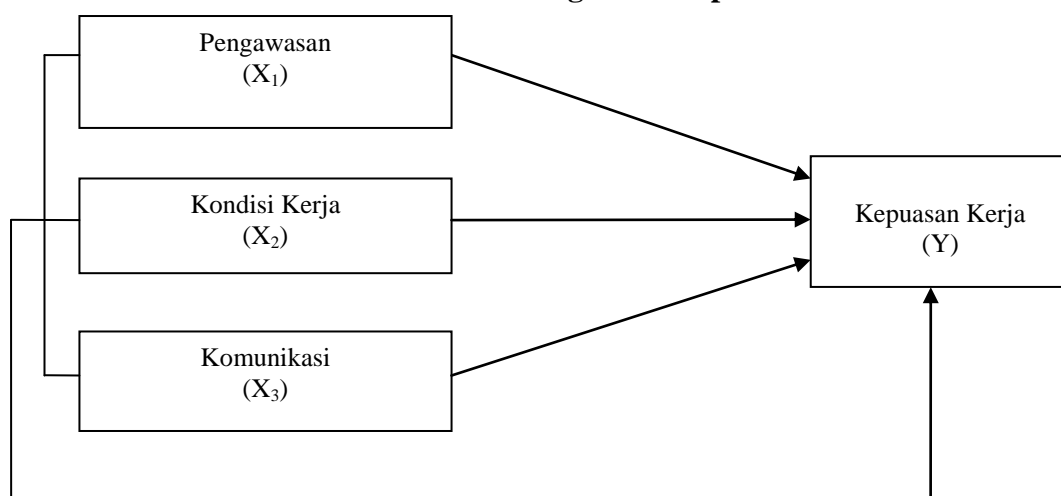 Pengawasan
(X₁)
Kondisi Kerja
(X₂)
Komunikasi
(X₃)
Kepuasan Kerja
(Y)